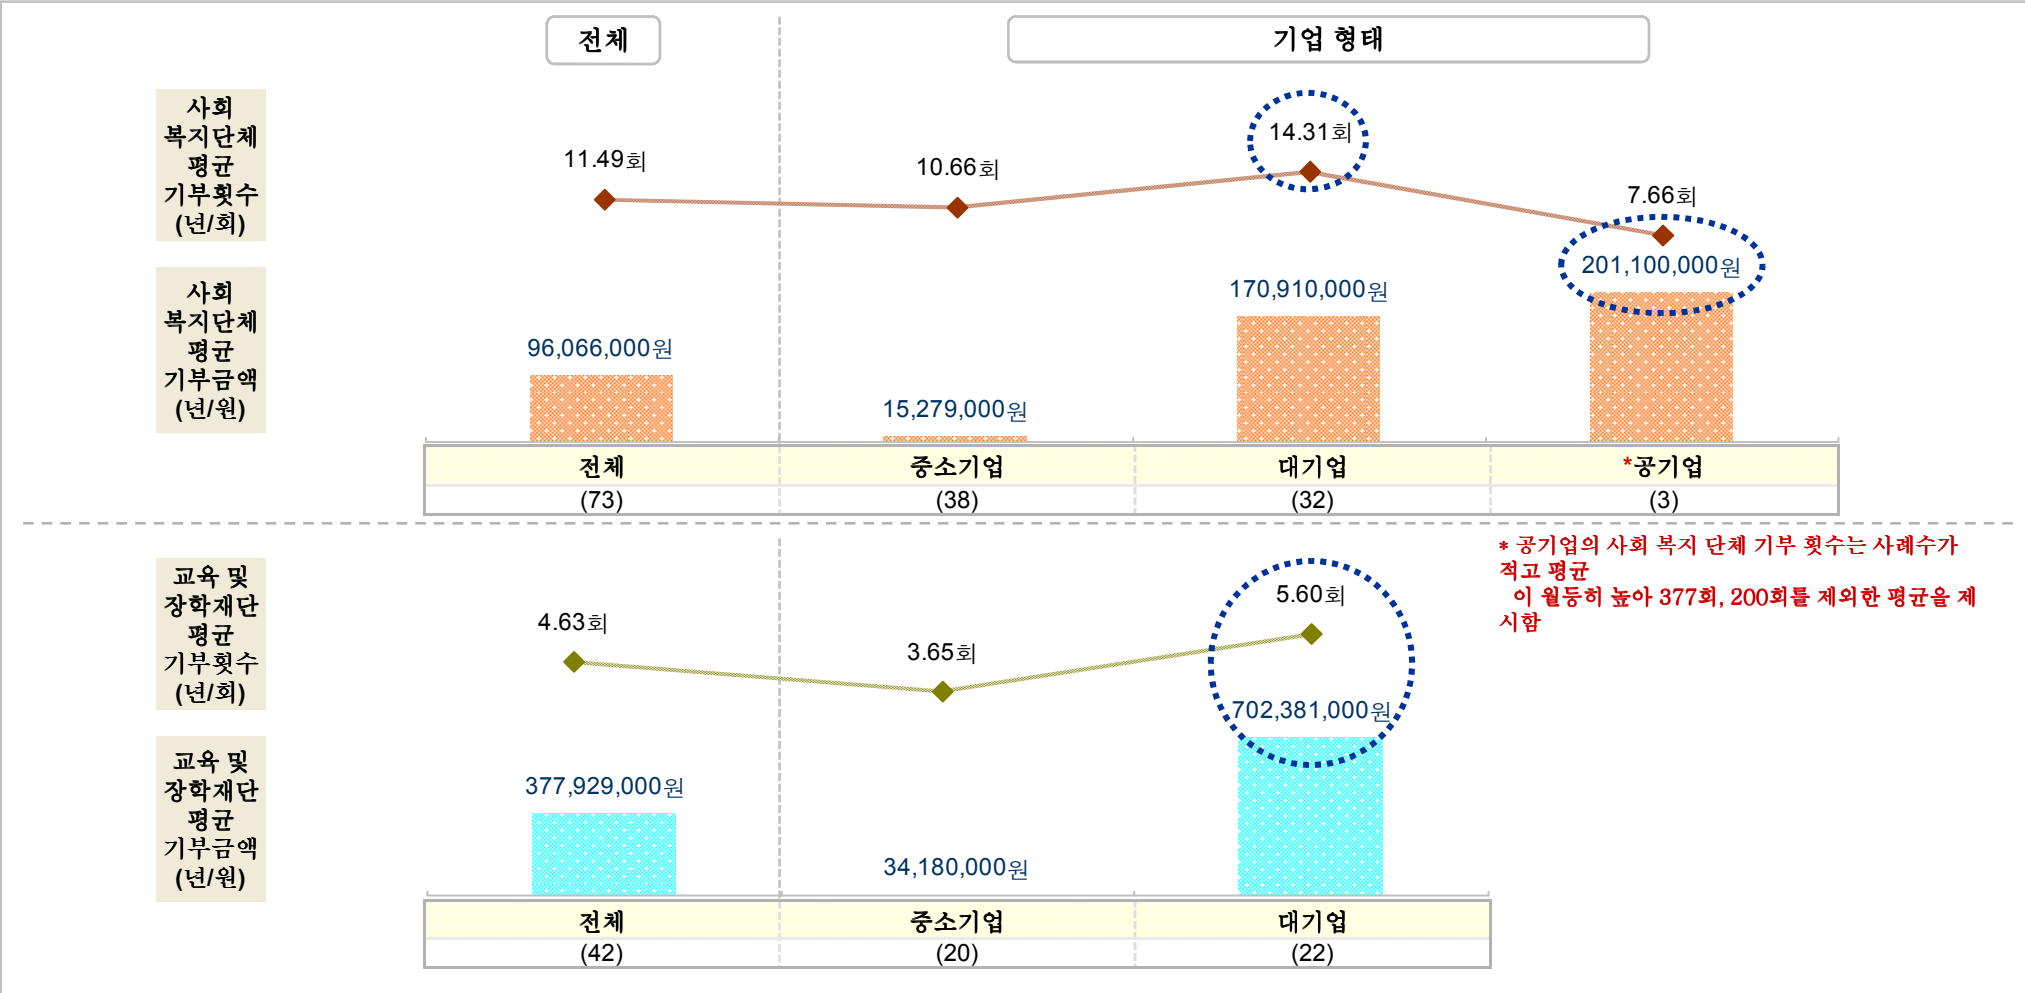 전체
기업 형태
사회
복지단체
평균
기부횟수
(년/회)
11.49회
10.66회
14.31회
7.66회
사회
복지단체
평균
기부금액
(년/원)
96,066,000원
15,279,000원
170,910,000원
201,100,000원
전체
중소기업
대기업
*공기업
(73)
(38)
(32)
(3)
* 공기업의 사회 복지 단체 기부 횟수는 사례수가
적고 평균
이 월등히 높아 377회, 200회를 제외한 평균을 제
시함
교육 및
장학재단
평균
기부횟수
(년/회)
4.63회
3.65회
5.60회
교육 및
장학재단
평균
기부금액
(년/원)
377,929,000원
34,180,000원
702,381,000원
전체
중소기업
대기업
(42)
(20)
(22)